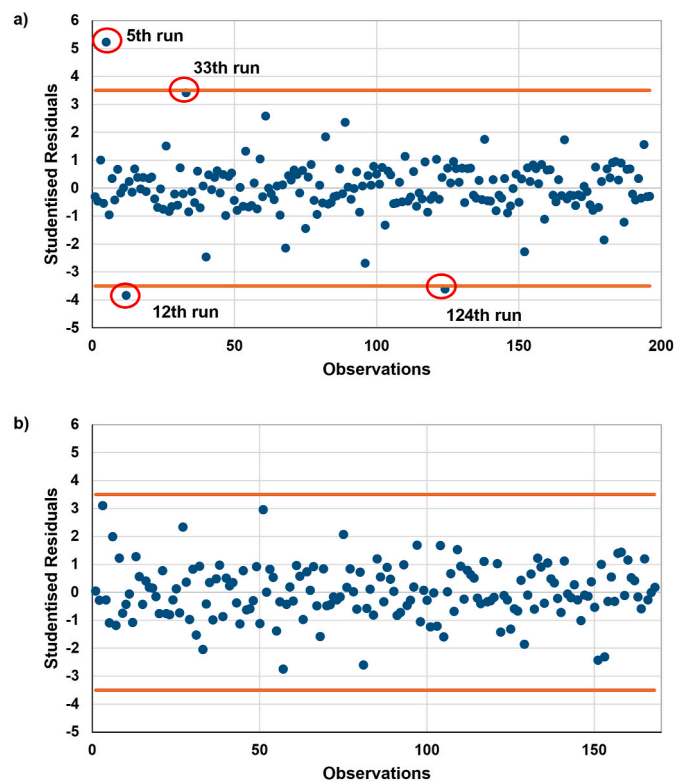 a)
6
5
4
3
2
1
0
-1
-2
-3
-4
-5
Studentised Residuals
5th run
33th run
12th run
124th run
0 50 100 150 200
Observations
b)
6
5
4
3
2
1
0
-1
-2
-3
-4
-5
Studentised Residuals
0 50 100 150
Observations